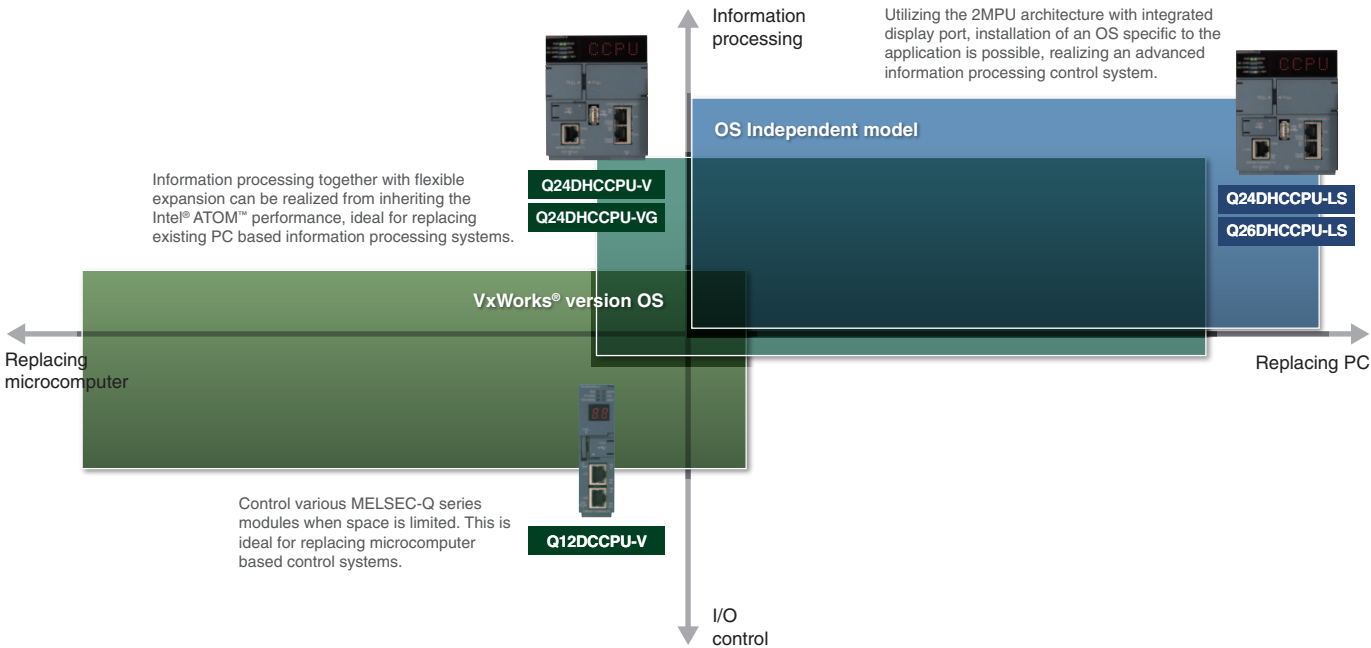 Information
processing
Utilizing the 2MPU architecture with integrated
display port, installation of an OS specific to the
application is possible, realizing an advanced
information processing control system.
CCPU
CCPU
OS Independent model
Information processing together with flexible
expansion can be realized from inheriting the
Intel® ATOM™ performance, ideal for replacing
existing PC based information processing systems.
Q24DHCCPU-V
Q24DHCCPU-VG
Q24DHCCPU-LS
Q26DHCCPU-LS
VxWorks® version OS
Replacing
microcomputer
Replacing PC
88
Control various MELSEC-Q series
modules when space is limited. This is
ideal for replacing microcomputer
based control systems.
Q12DCCPU-V
I/O
control